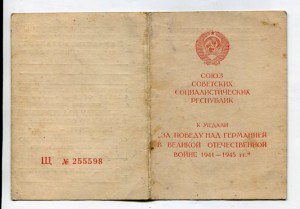 СОЮЗ
СОВЕТСКИХ
СОЦИАЛИСТИЧЕСКИХ
РЕСПУБЛИК
К МЕДАЛИ
„ЗА ПОБЕДУ НАД ГЕРМАНИЕЙ
В ВЕЛИКОЙ ОТЕЧЕСТВЕННОЙ
ВОЙНЕ 1941—1945 гг."
Щ № 255598